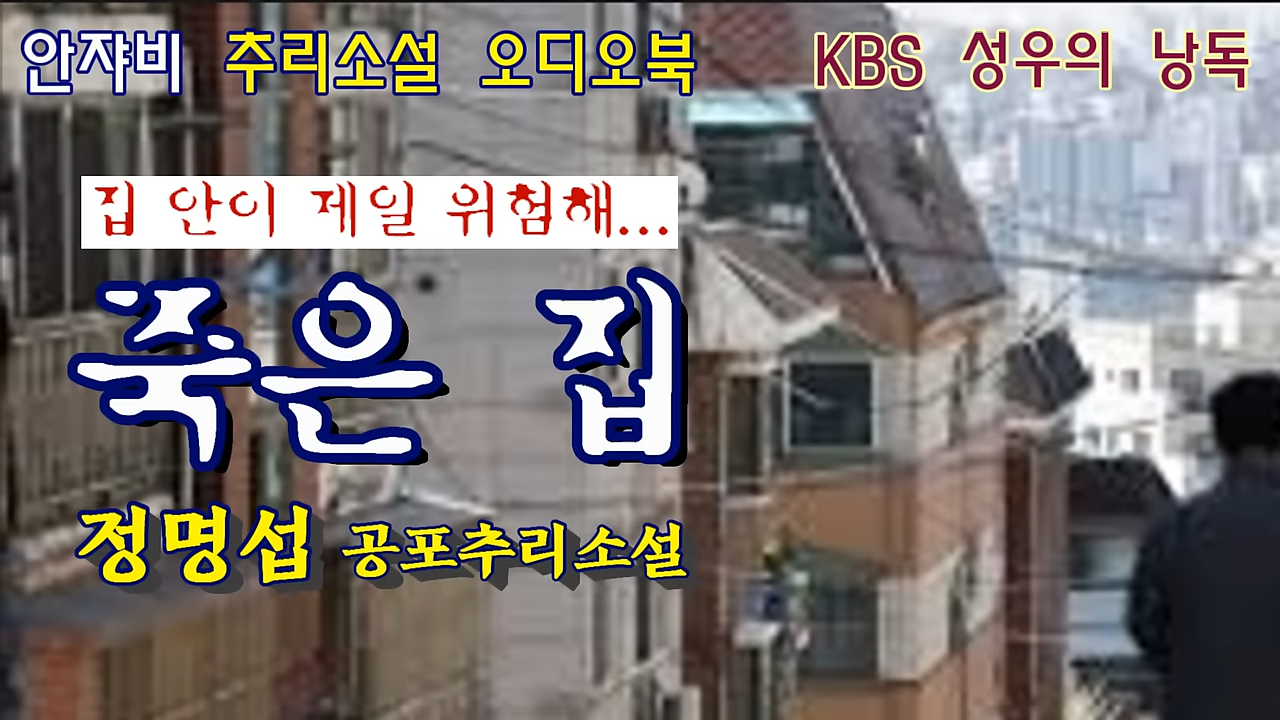 안쟈비 추리소설 오디오북 KBS 성우의 낭독
집 안이 제일 위험해...
죽은 집
정명섭 공포추리소설